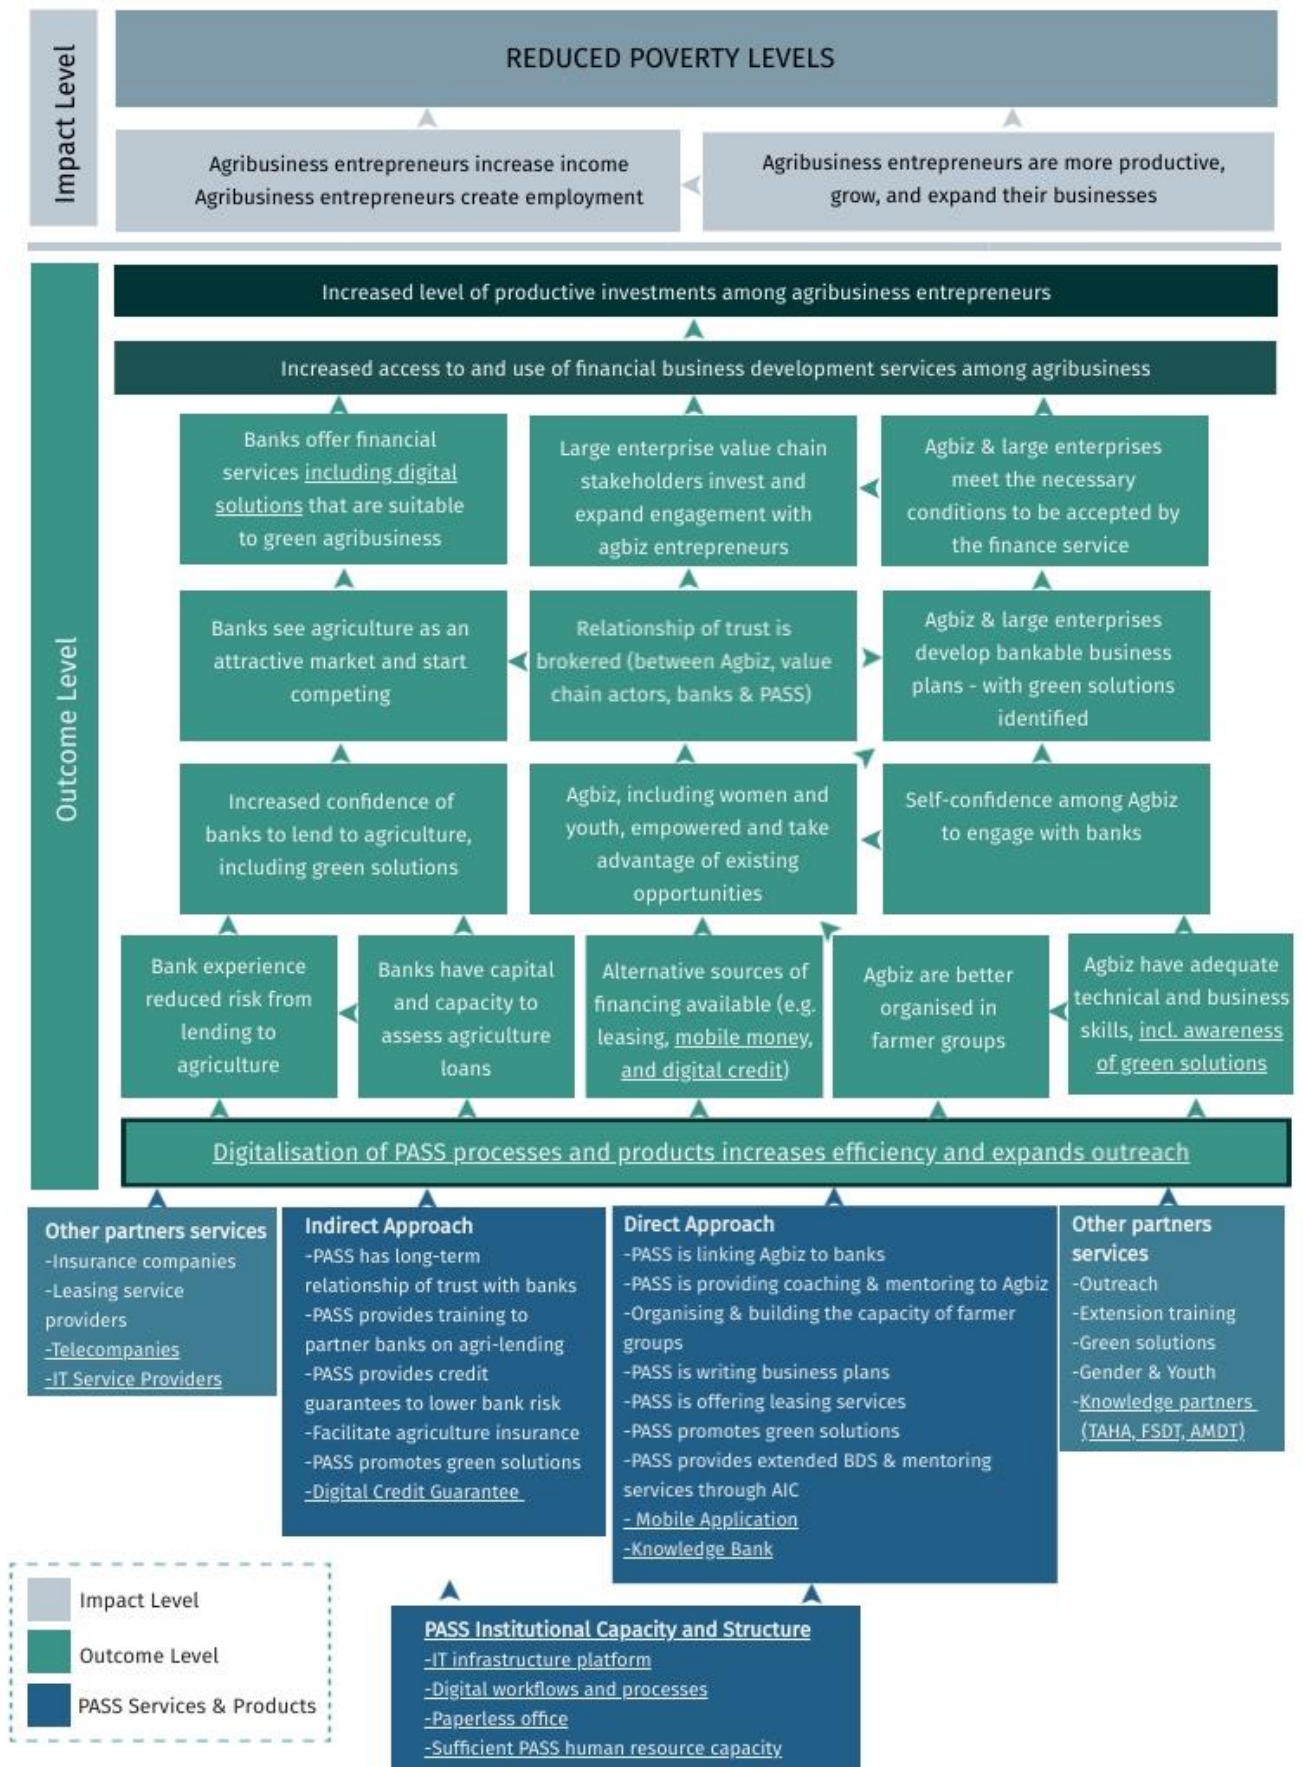 Impact Level
REDUCED POVERTY LEVELS
Agribusiness entrepreneurs increase income
Agribusiness entrepreneurs create employment
Agribusiness entrepreneurs are more productive,
grow, and expand their businesses
Outcome Level
Increased level of productive investments among agribusiness entrepreneurs
Increased access to and use of financial business development services among agribusiness
Banks offer financial
services including digital
solutions that are suitable
to green agribusiness
Large enterprise value chain
stakeholders invest and
expand engagement with
agbiz entrepreneurs
Agbiz & large enterprises
meet the necessary
conditions to be accepted by
the finance service
Banks see agriculture as an
attractive market and start
competing
Relationship of trust is
brokered (between Agbiz, value
chain actors, banks & PASS)
Agbiz & large enterprises
develop bankable business
plans - with green solutions
identified
Increased confidence of
banks to lend to agriculture,
including green solutions
Agbiz, including women and
youth, empowered and take
advantage of existing
opportunities
Self-confidence among Agbiz
to engage with banks
Bank experience
reduced risk from
lending to
agriculture
Banks have capital
and capacity to
assess agriculture
loans
Alternative sources of
financing available (e.g.
leasing, mobile money,
and digital credit)
Agbiz are better
organised in
farmer groups
Agbiz have adequate
technical and business
skills, incl. awareness
of green solutions
Digitalisation of PASS processes and products increases efficiency and expands outreach
Other partners services
-Insurance companies
-Leasing service
providers
-Telecompanies
-IT Service Providers
Indirect Approach
-PASS has long-term
relationship of trust with banks
-PASS provides training to
partner banks on agri-lending
-PASS provides credit
guarantees to lower bank risk
-Facilitate agriculture insurance
-PASS promotes green solutions
-Digital Credit Guarantee
Direct Approach
-PASS is linking Agbiz to banks
-PASS is providing coaching & mentoring to Agbiz
-Organising & building the capacity of farmer
groups
-PASS is writing business plans
-PASS is offering leasing services
-PASS promotes green solutions
-PASS provides extended BDS & mentoring
services through AIC
- Mobile Application
-Knowledge Bank
Other partners
services
-Outreach
-Extension training
-Green solutions
-Gender & Youth
-Knowledge partners
(TAHA, FSDT, AMDT)
Impact Level
Outcome Level
PASS Services & Products
PASS Institutional Capacity and Structure
-IT infrastructure platform
-Digital workflows and processes
-Paperless office
-Sufficient PASS human resource capacity